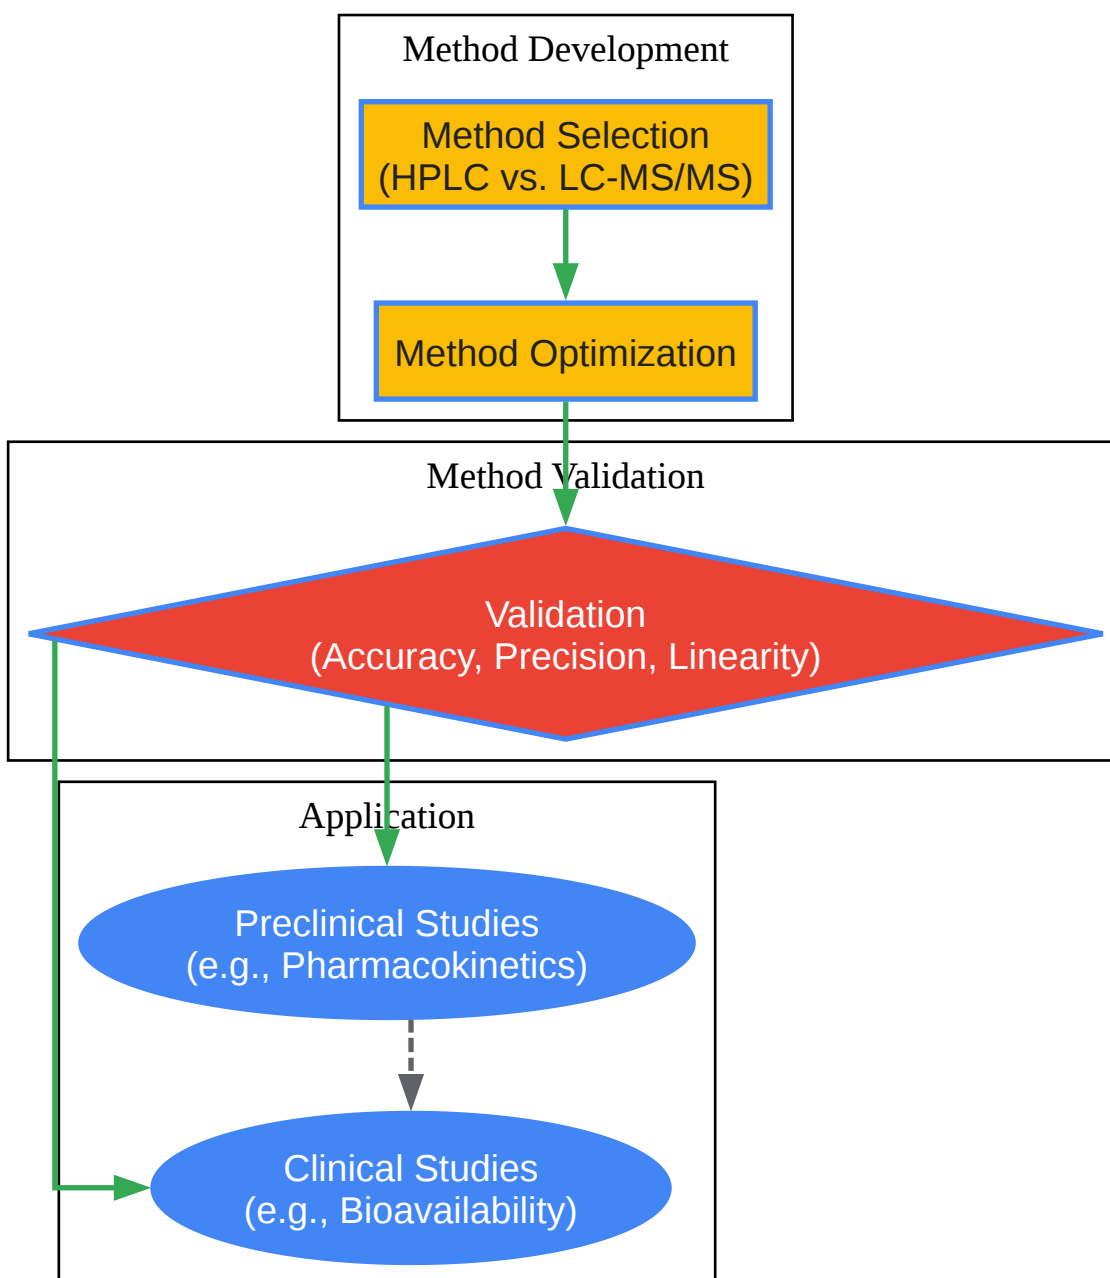 Method Development
Method Selection
(HPLC vs. LC-MS/MS)
Method Optimization
Method Validation
Validation
(Accuracy, Precision, Linearity)
Application
Preclinical Studies
(e.g., Pharmacokinetics)
Clinical Studies
(e.g., Bioavailability)